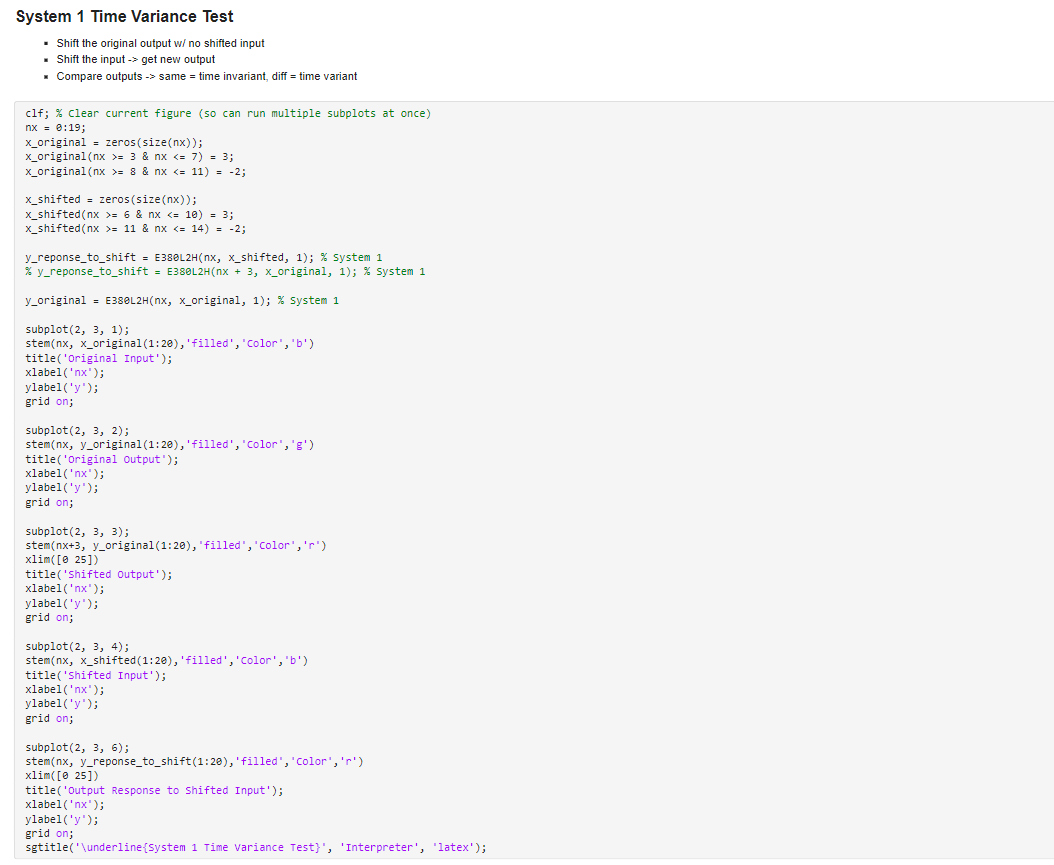 System 1 Time Variance Test
▪ Shift the original output w/ no shifted input
▪ Shift the input -> get new output
▪ Compare outputs -> same = time invariant, diff = time variant
clf; % Clear current figure (so can run multiple subplots at once)
nx = 0:19;
x_original = zeros(size(nx));
x_original(nx >= 3 & nx <= 7) = 3;
x_original(nx >= 8 & nx <= 11) = -2;
x_shifted = zeros(size(nx));
x_shifted(nx >= 6 & nx <= 10) = 3;
x_shifted(nx >= 11 & nx <= 14) = -2;
y_reponse_to_shift = E380L2H(nx, x_shifted, 1); % System 1
% y_reponse_to_shift = E380L2H(nx + 3, x_original, 1); % System 1
y_original = E380L2H(nx, x_original, 1); % System 1
subplot(2, 3, 1);
stem(nx, x_original(1:20),'filled','Color','b')
title('Original Input');
xlabel('nx');
ylabel('y');
grid on;
subplot(2, 3, 2);
stem(nx, y_original(1:20),'filled','Color','g')
title('Original Output');
xlabel('nx');
ylabel('y');
grid on;
subplot(2, 3, 3);
stem(nx+3, y_original(1:20),'filled','Color','r')
xlim([0 25])
title('Shifted Output');
xlabel('nx');
ylabel('y');
grid on;
subplot(2, 3, 4);
stem(nx, x_shifted(1:20),'filled','Color','b')
title('Shifted Input');
xlabel('nx');
ylabel('y');
grid on;
subplot(2, 3, 6);
stem(nx, y_reponse_to_shift(1:20),'filled','Color','r')
xlim([0 25])
title('Output Response to Shifted Input');
xlabel('nx');
ylabel('y');
grid on;
sgtitle('\underline{System 1 Time Variance Test}', 'Interpreter', 'latex');